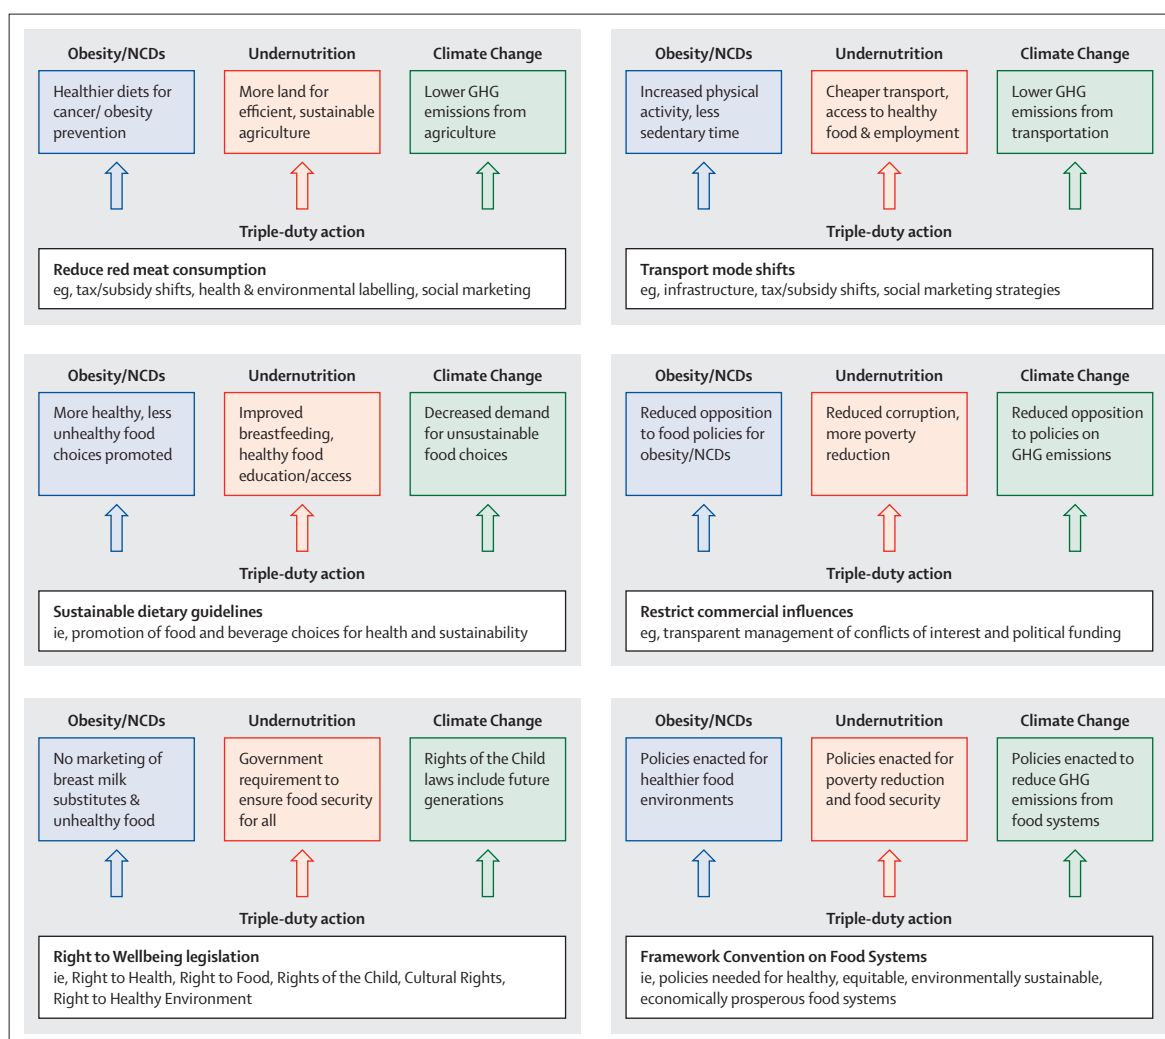 Obesity/NCDs
Undernutrition
Climate Change
Healthier diets for
cancer/ obesity
prevention
More land for
efficient, sustainable
agriculture
Lower GHG
emissions from
agriculture
Triple-duty action
Reduce red meat consumption
eg, tax/subsidy shifts, health & environmental labelling, social marketing
Obesity/NCDs
Undernutrition
Climate Change
Increased physical
activity, less
sedentary time
Cheaper transport,
access to healthy
food & employment
Lower GHG
emissions from
transportation
Triple-duty action
Transport mode shifts
eg, infrastructure, tax/subsidy shifts, social marketing strategies
Obesity/NCDs
Undernutrition
Climate Change
More healthy, less
unhealthy food
choices promoted
Improved
breastfeeding,
healthy food
education/access
Decreased demand
for unsustainable
food choices
Triple-duty action
Sustainable dietary guidelines
ie, promotion of food and beverage choices for health and sustainability
Obesity/NCDs
Undernutrition
Climate Change
Reduced opposition
to food policies for
obesity/NCDs
Reduced corruption,
more poverty
reduction
Reduced opposition
to policies on
GHG emissions
Triple-duty action
Restrict commercial influences
eg, transparent management of conflicts of interest and political funding
Obesity/NCDs
Undernutrition
Climate Change
No marketing of
breast milk
substitutes &
unhealthy food
Government
requirement to
ensure food security
for all
Rights of the Child
laws include future
generations
Triple-duty action
Right to Wellbeing legislation
ie, Right to Health, Right to Food, Rights of the Child, Cultural Rights,
Right to Healthy Environment
Obesity/NCDs
Undernutrition
Climate Change
Policies enacted for
healthier food
environments
Policies enacted for
poverty reduction
and food security
Policies enacted to
reduce GHG
emissions from
food systems
Triple-duty action
Framework Convention on Food Systems
ie, policies needed for healthy, equitable, environmentally sustainable,
economically prosperous food systems